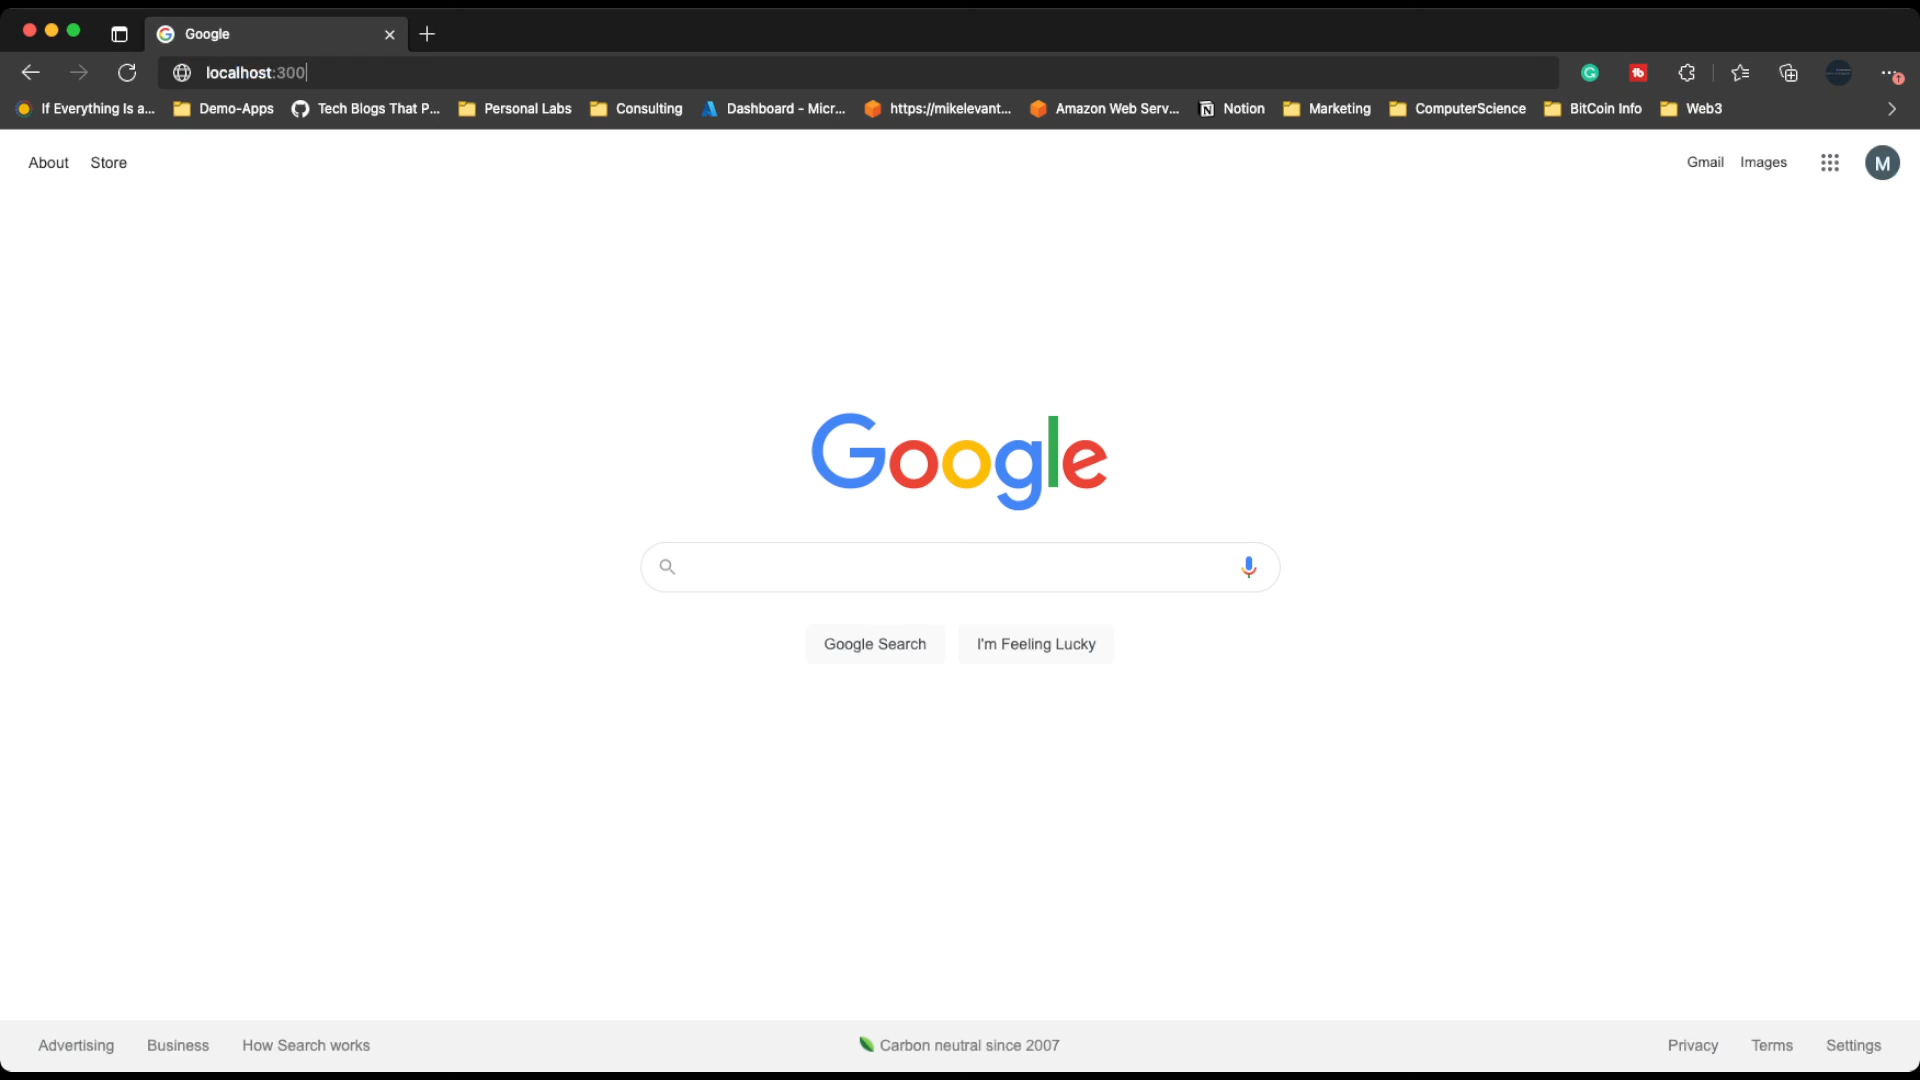 Google
localhost:300
If Everything Is a... Demo-Apps Tech Blogs That P... Personal Labs Consulting Dashboard - Micr... https://mikelevant... Amazon Web Serv... Notion Marketing ComputerScience BitCoin Info Web3
About Store Gmail Images M
Google
Google Search I'm Feeling Lucky
Advertising Business How Search works Carbon neutral since 2007 Privacy Terms Settings